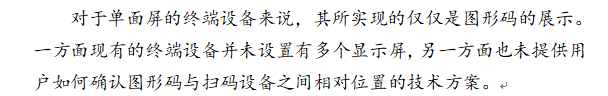 对于单面屏的终端设备来说，其所实现的仅仅是图形码的展示。
一方面现有的终端设备并未设置有多个显示屏，另一方面也未提供用
户如何确认图形码与扫码设备之间相对位置的技术方案。